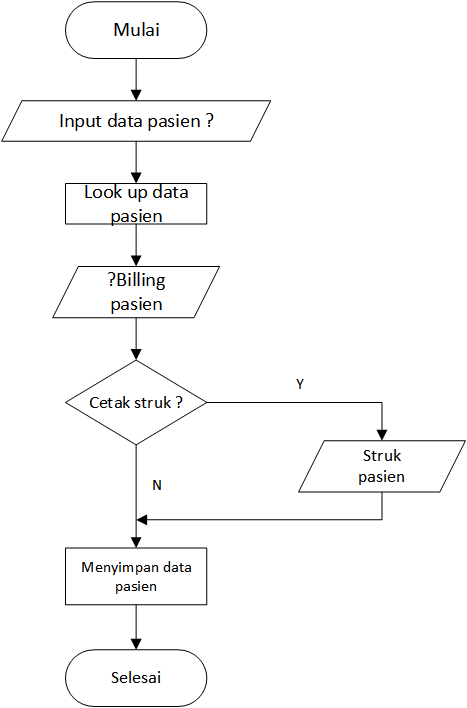 Mulai
Input data pasien ?
Look up data
pasien
?Billing
pasien
Cetak struk ?
Y
Struk
pasien
N
Menyimpan data
pasien
Selesai